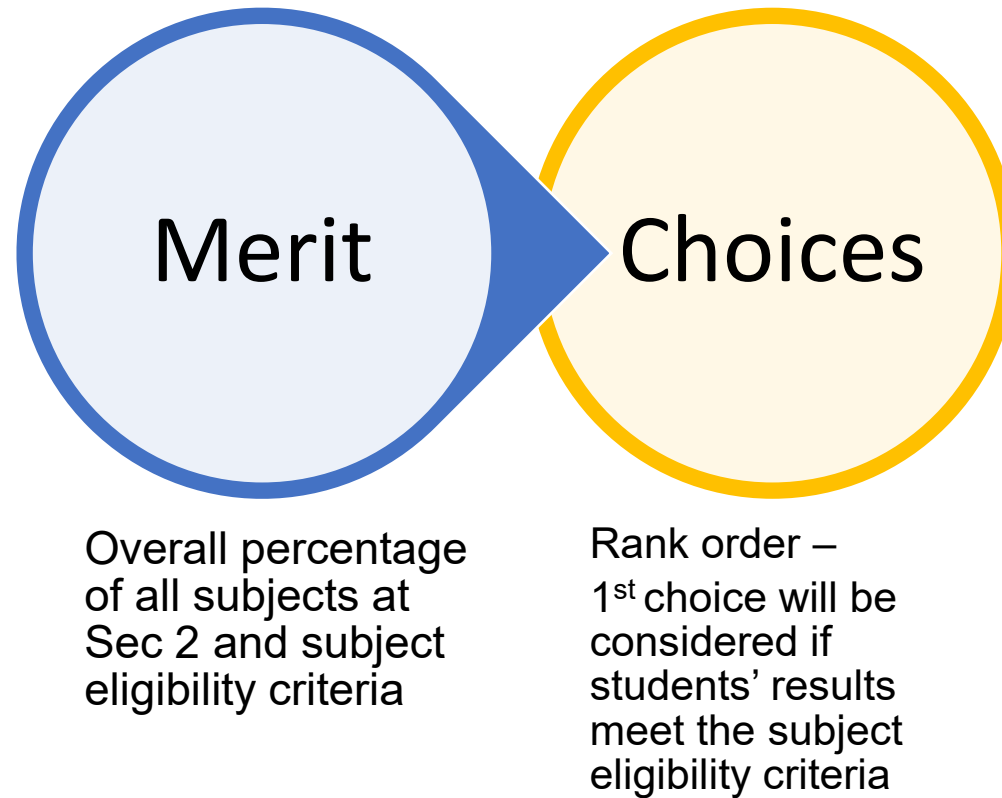 Merit
Choices
Overall percentage
of all subjects at
Sec 2 and subject
eligibility criteria
Rank order –
1st choice will be
considered if
students’ results
meet the subject
eligibility criteria